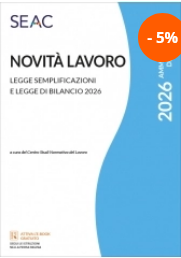 SEAC
- 5%
NOVITÀ LAVORO
LEGGE SEMPLIFICAZIONI
E LEGGE DI BILANCIO 2026
2026
a cura del Centro Studi Normativa del Lavoro